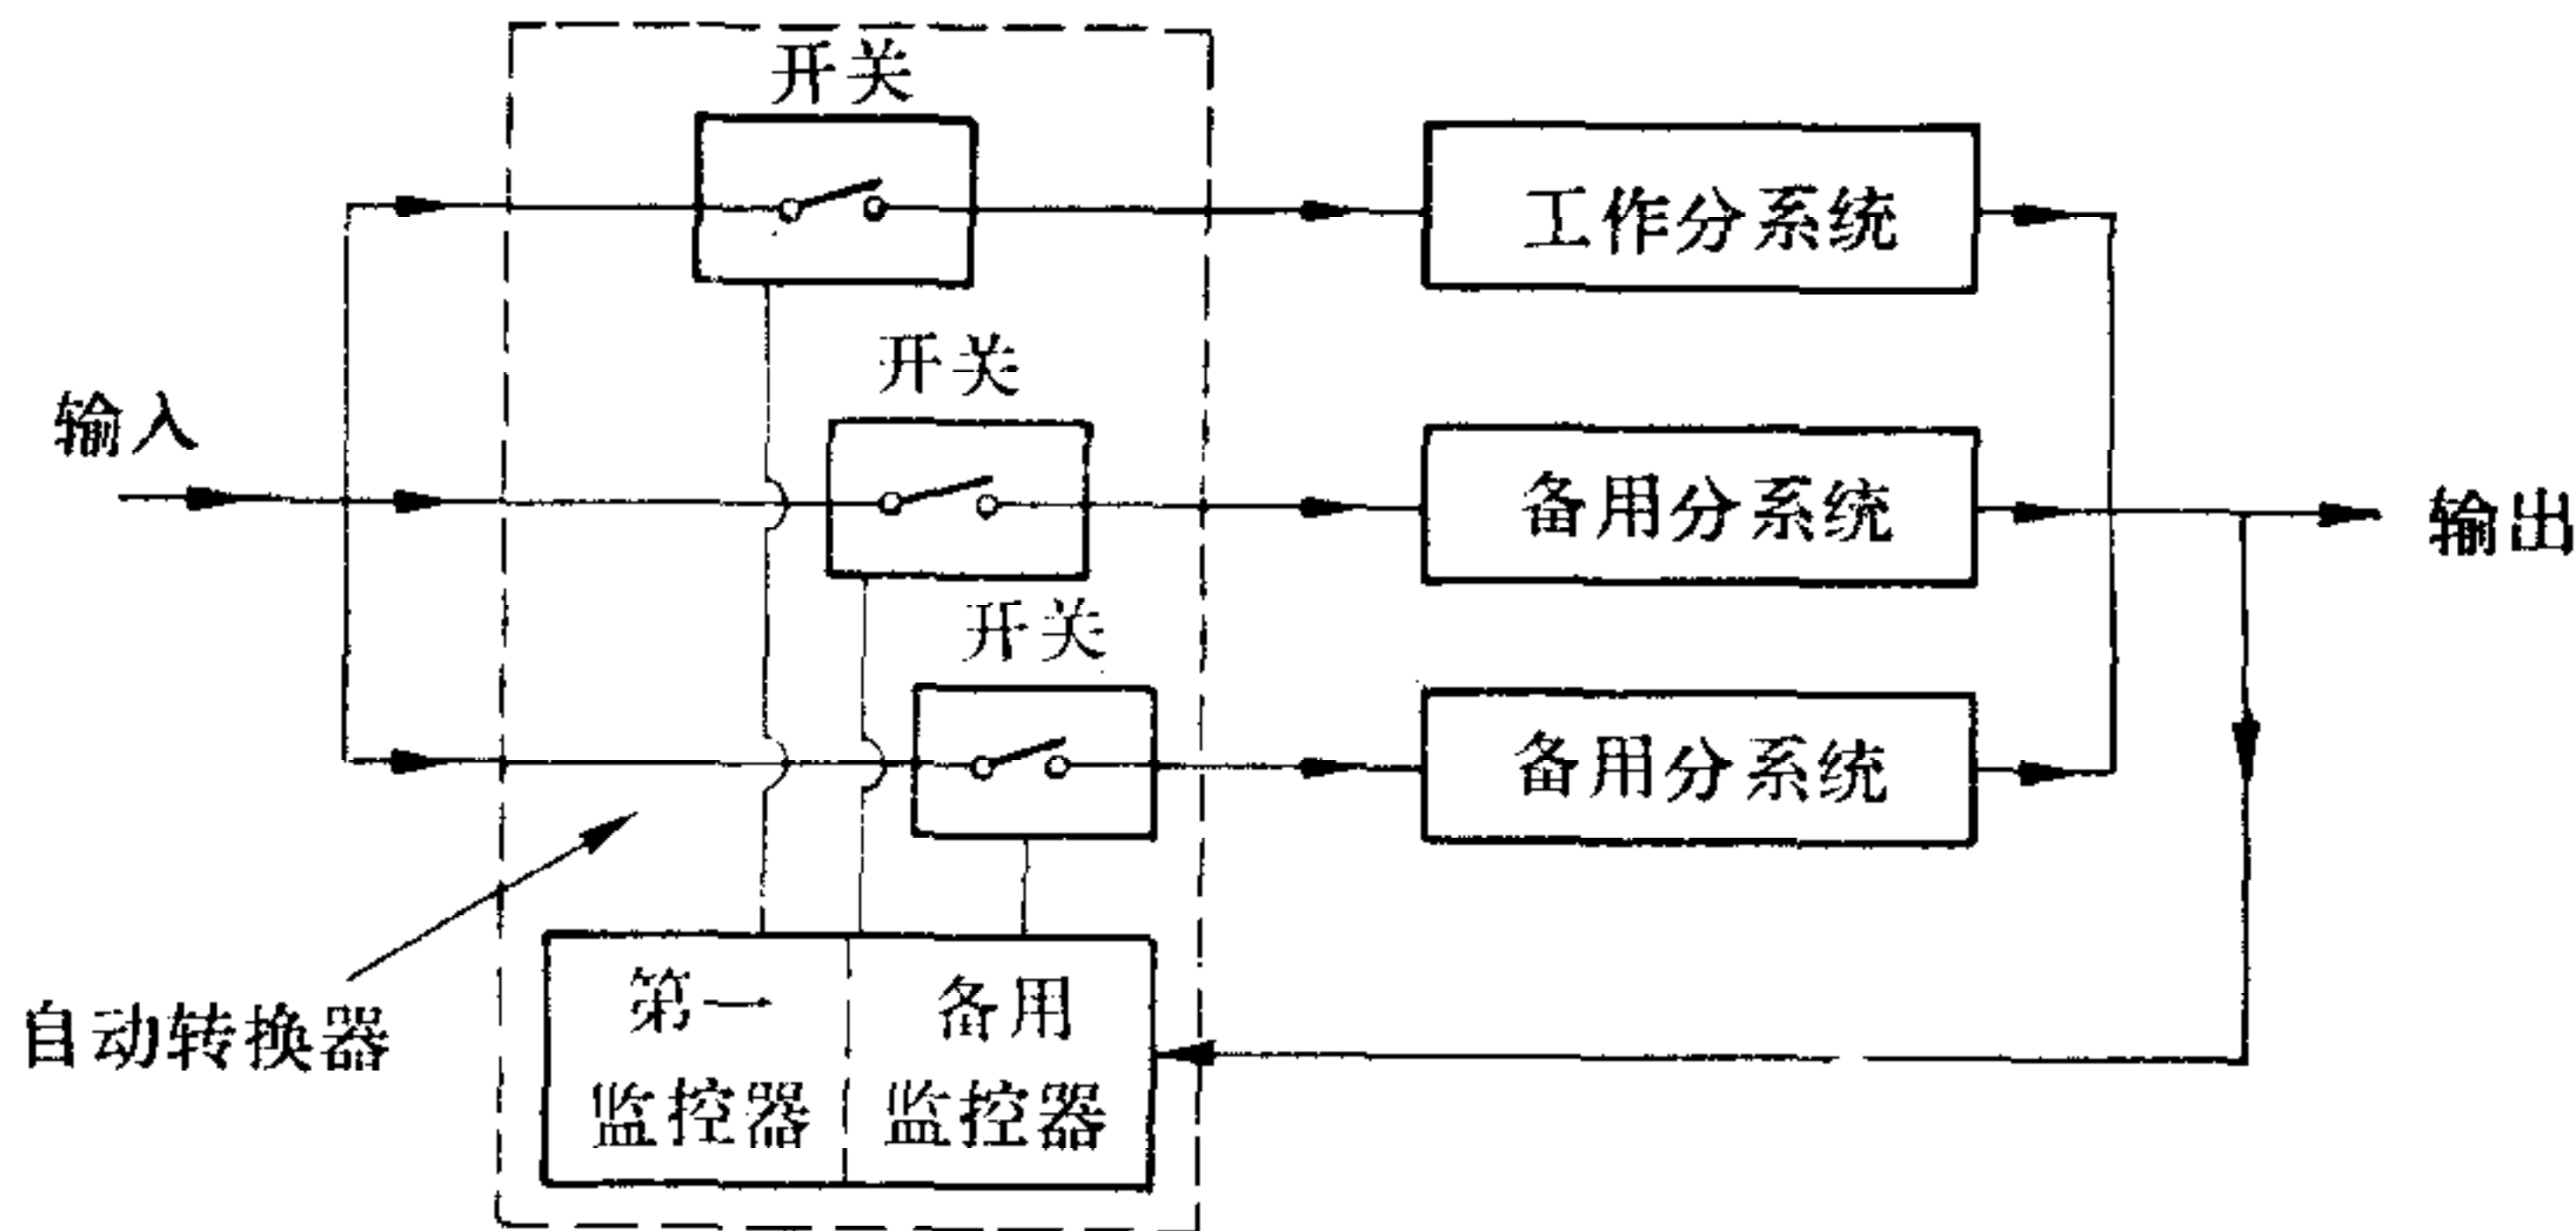 开关
工作分系统
开关
输入
备用分系统
输出
开关
备用分系统
自动转换器
第一
监控器
备用
监控器